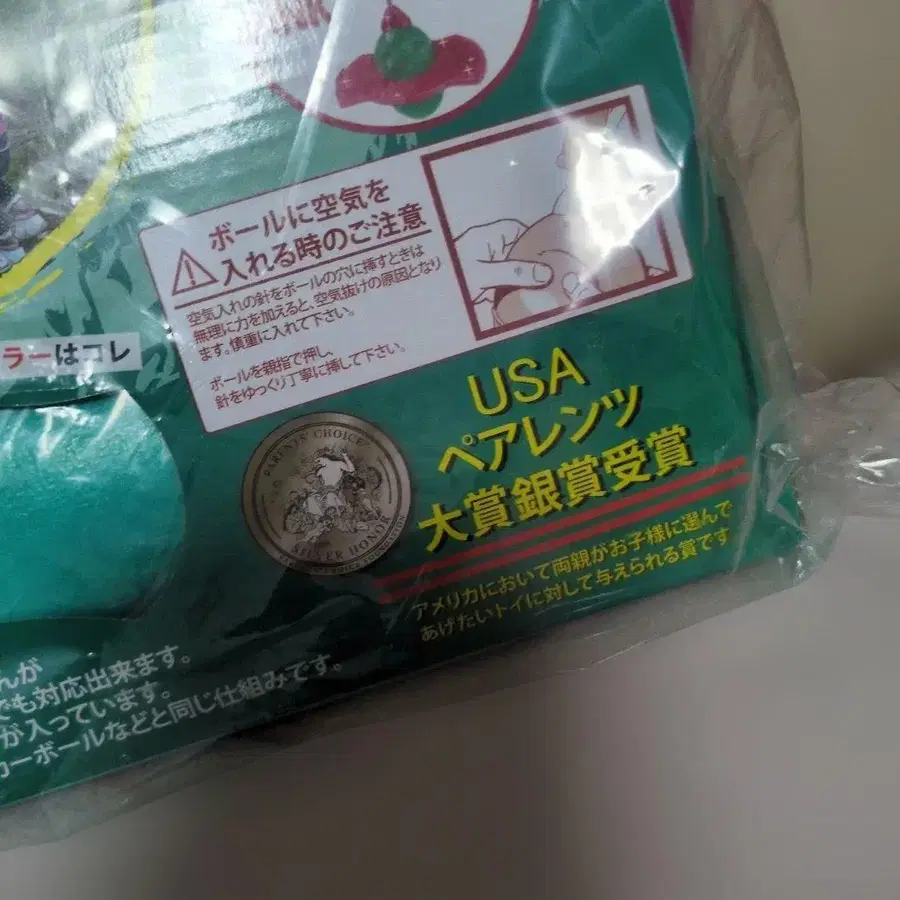 ボールに空気を
入れる時のご注意
空気入れの針をボールの穴に挿すときは
無理に力を加えると、空気抜けの原因となり
ます。慎重に入れて下さい。
ボールを親指で押し、
針をゆっくり丁寧に挿して下さい。
ラーはコレ
USA
ペアレンツ
大賞銀賞受賞
PARENTS' CHOICE
SILVER HONOR
アメリカにおいて両親がお子様に選んで
あげたいトイに対して与えられる賞です
んが
でも対応出来ます。
が入っています。
カーボールなどと同じ仕組みです。